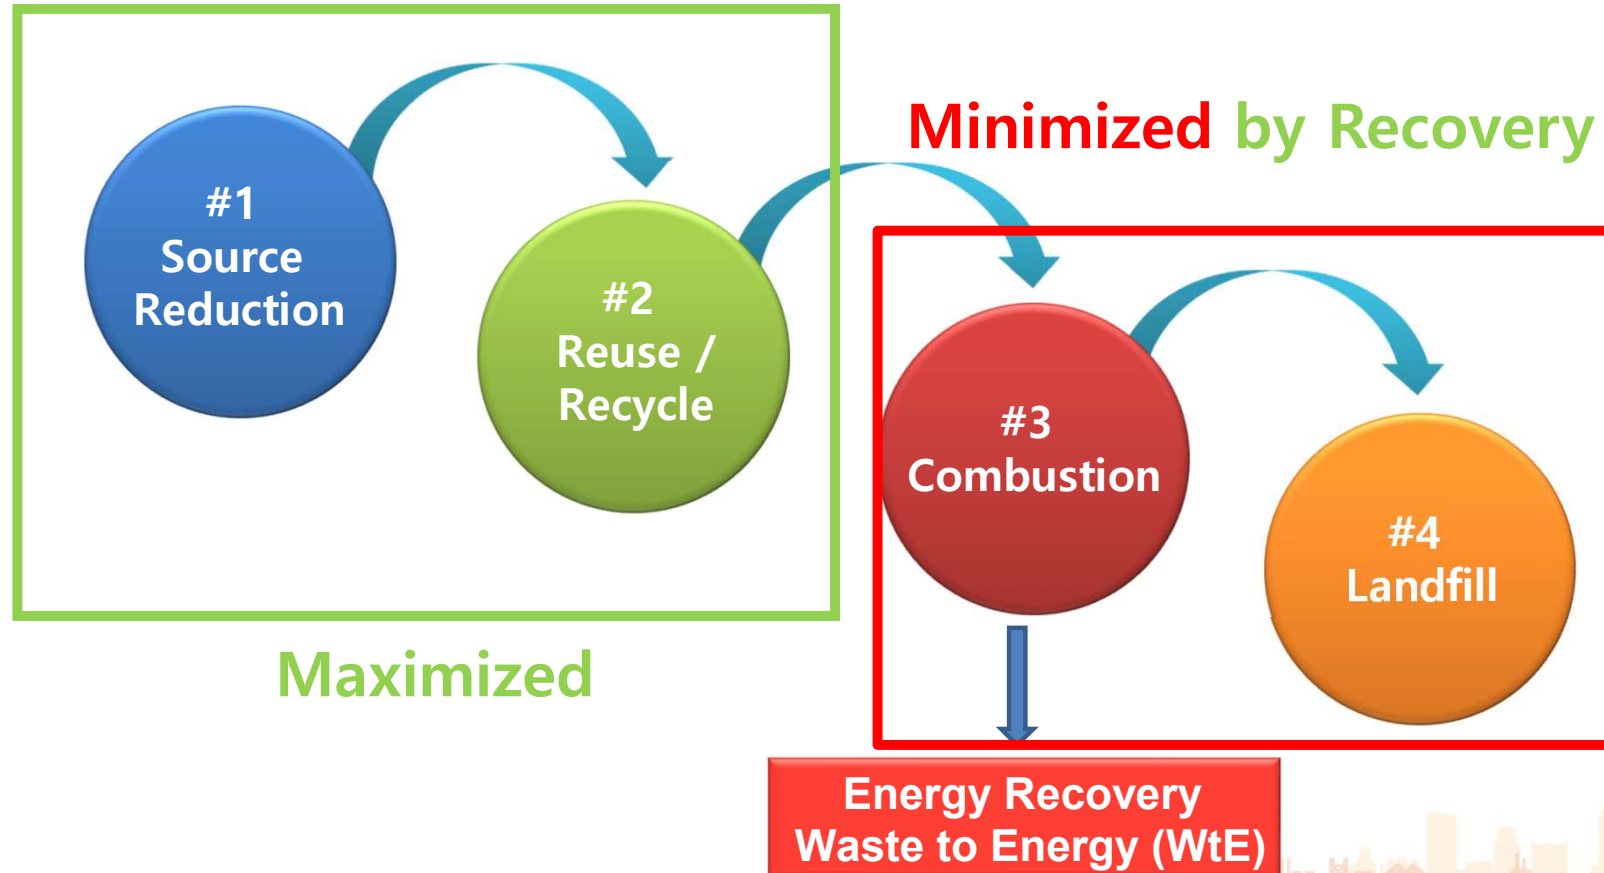 #1
Source
Reduction
#2
Reuse /
Recycle
Minimized by Recovery
#3
Combustion
#4
Landfill
Maximized
Energy Recovery
Waste to Energy (WtE)